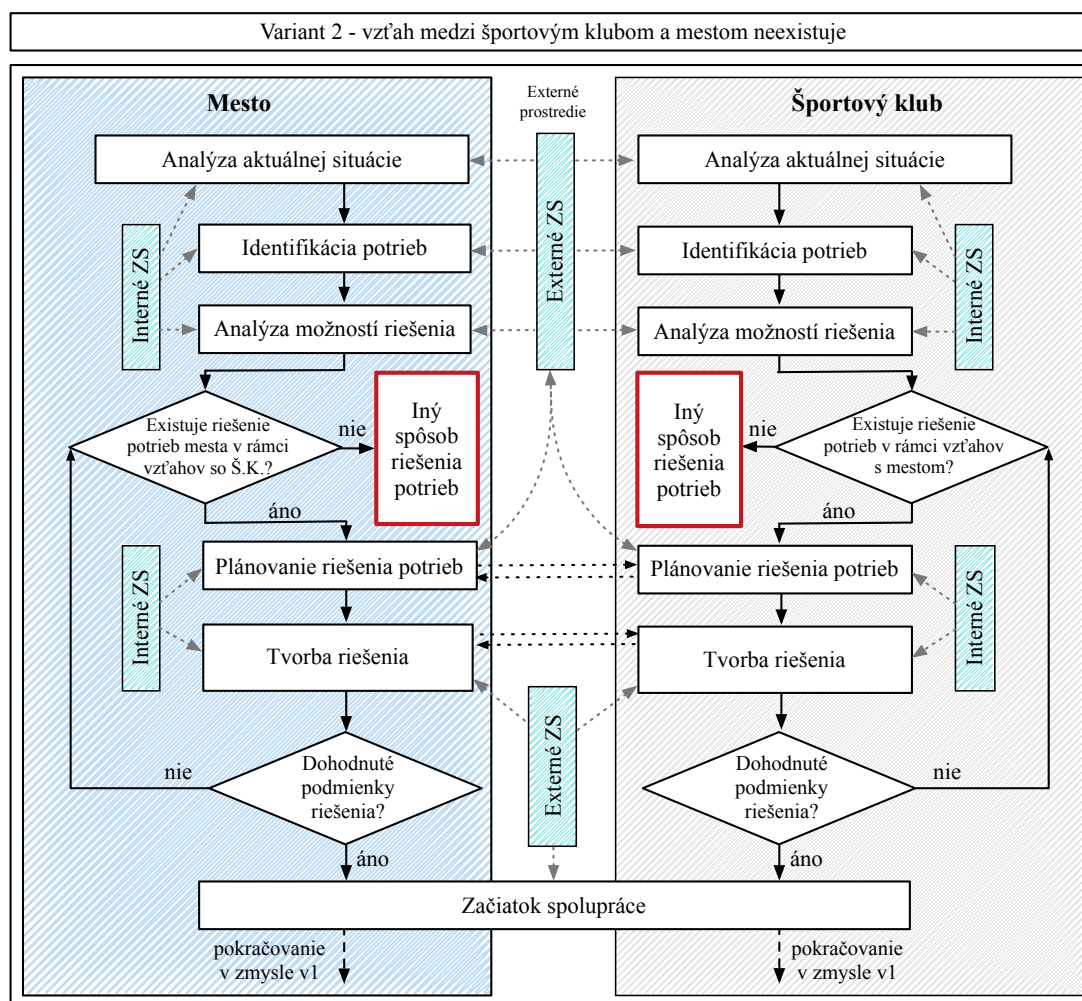 Variant 2 - vzťah medzi športovým klubom a mestom neexistuje
Mesto
Externé
prostredie
Športový klub
Analýza aktuálnej situácie
Analýza aktuálnej situácie
Interné ZS
Identifikácia potrieb
Externé ZS
Identifikácia potrieb
Interné ZS
Analýza možností riešenia
Analýza možností riešenia
Existuje riešenie
potrieb mesta v rámci
vzťahov so Š.K.?
nie
Iný
spôsob
riešenia
potrieb
Iný
spôsob
riešenia
potrieb
nie
Existuje riešenie
potrieb v rámci vzťahov
s mestom?
áno
áno
Interné ZS
Plánovanie riešenia potrieb
Plánovanie riešenia potrieb
Interné ZS
Tvorba riešenia
Tvorba riešenia
Externé ZS
nie
Dohodnuté
podmienky
riešenia?
Dohodnuté
podmienky
riešenia?
nie
áno
áno
Začiatok spolupráce
pokračovanie
v zmysle v1
pokračovanie
v zmysle v1